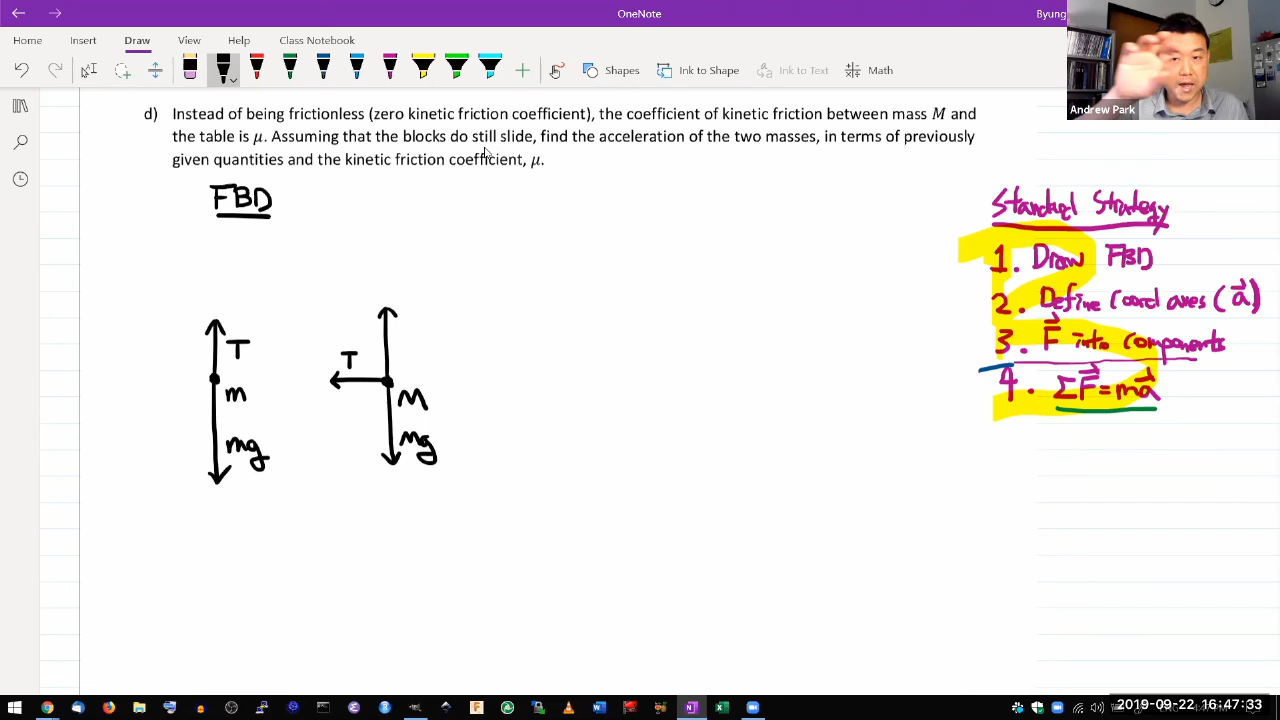 OneNote
Byung
Home Insert Draw View Help Class Notebook
Shapes Ink to Shape Ink to Text Math
Andrew Park
d) Instead of being frictionless (zero kinetic friction coefficient), the coefficient of kinetic friction between mass M and
the table is μ. Assuming that the blocks do still slide, find the acceleration of the two masses, in terms of previously
given quantities and the kinetic friction coefficient, μ.
FBD
Standard Strategy
1. Draw FBD
2. Define Coord axes (a⃗)
3. F⃗ into components
4. ΣF⃗=ma⃗
T
m
mg
T
M
Mg
2019-09-22 16:47:33